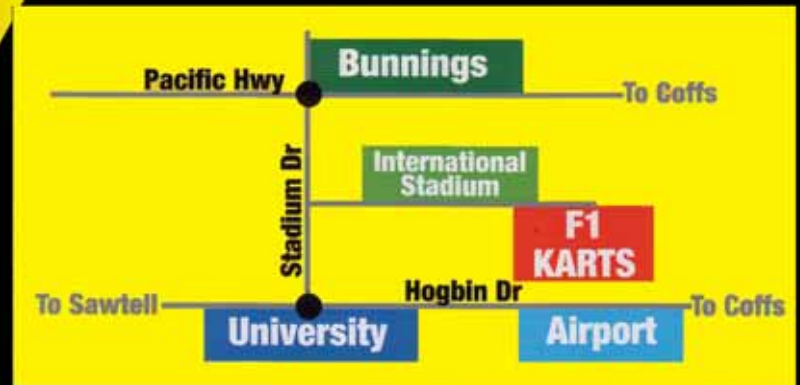 Bunnings
Pacific Hwy
To Coffs
International
Stadium
Stadium Dr
F1
KARTS
Hogbin Dr
To Sawtell
To Coffs
University
Airport